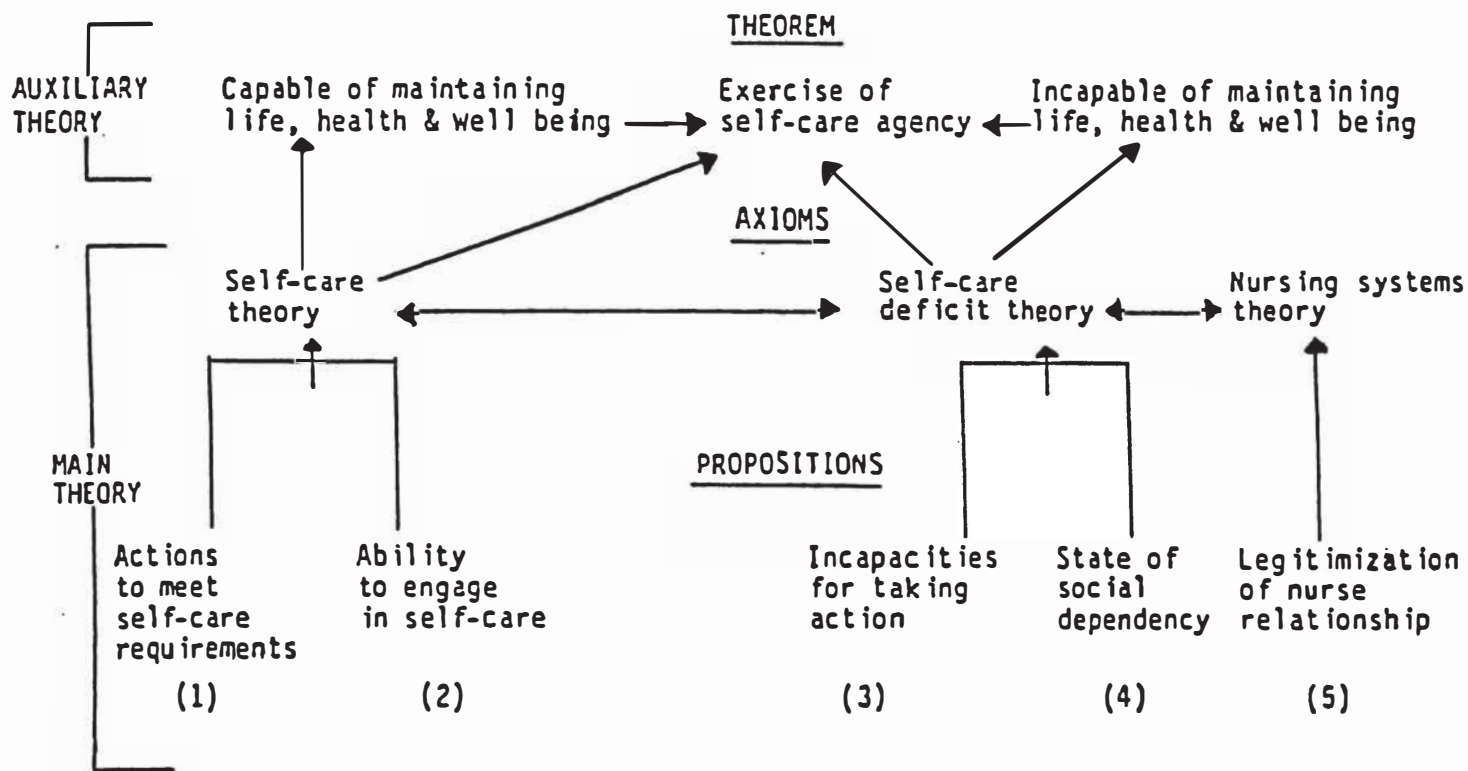 THEOREM
AUXILIARY
THEORY
Capable of maintaining
life, health & well being
Exercise of
self-care agency
Incapable of maintaining
life, health & well being
AXIOMS
Self-care
theory
Self-care
deficit theory
Nursing systems
theory
MAIN
THEORY
PROPOSITIONS
Actions
to meet
self-care
requirements
Ability
to engage
in self-care
Incapacities
for taking
action
State of
social
dependency
Legitimization
of nurse
relationship
(1)
(2)
(3)
(4)
(5)